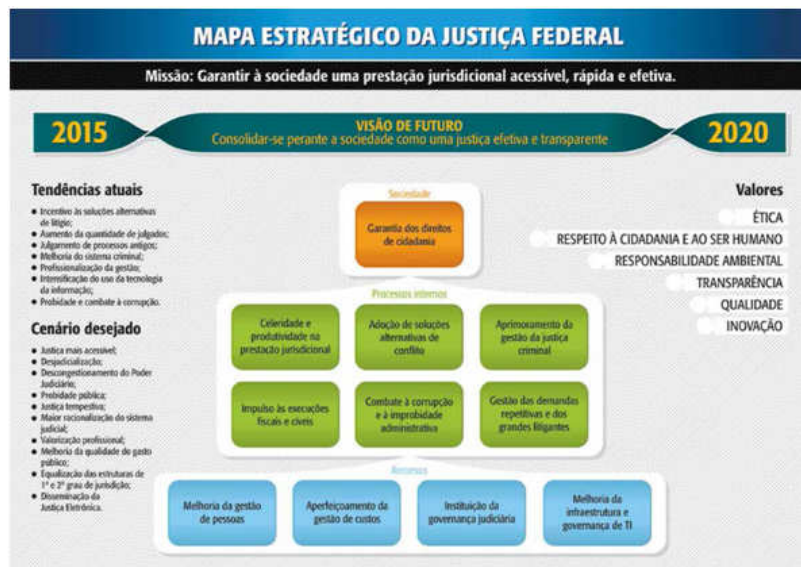 MAPA ESTRATÉGICO DA JUSTIÇA FEDERAL
Missão: Garantir à sociedade uma prestação jurisdicional acessível, rápida e efetiva.
2015
VISÃO DE FUTURO
Consolidar-se perante a sociedade como uma justiça efetiva e transparente
2020
Tendências atuais
Incentivo às soluções alternativas
de litígio;
Aumento da quantidade de julgados;
Julgamento de processos antigos;
Melhoria do sistema criminal;
Profissionalização da gestão;
Intensificação do uso da tecnologia
da informação;
Probidade e combate à corrupção.
Cenário desejado
Justiça mais acessível;
Desjudicialização;
Descongestionamento do Poder
Judiciário;
Probidade pública;
Justiça tempestiva;
Maior racionalização do sistema
judicial;
Valorização profissional;
Melhoria da qualidade do gasto
público;
Equalização das estruturas de
1º e 2º grau de jurisdição;
Disseminação da
Justiça Eletrônica.
Sociedade
Garantia dos direitos
de cidadania
Processos internos
Celeridade e
produtividade na
prestação jurisdicional
Adoção de soluções
alternativas de
conflito
Aprimoramento da
gestão da justiça
criminal
Impulso às execuções
fiscais e cíveis
Combate à corrupção
e à improbidade
administrativa
Gestão das demandas
repetitivas e dos
grandes litigantes
Recursos
Melhoria da gestão
de pessoas
Aperfeiçoamento da
gestão de custos
Instituição da
governança judiciária
Melhoria da
infraestrutura e
governança de TI
Valores
ÉTICA
RESPEITO À CIDADANIA E AO SER HUMANO
RESPONSABILIDADE AMBIENTAL
TRANSPARÊNCIA
QUALIDADE
INOVAÇÃO